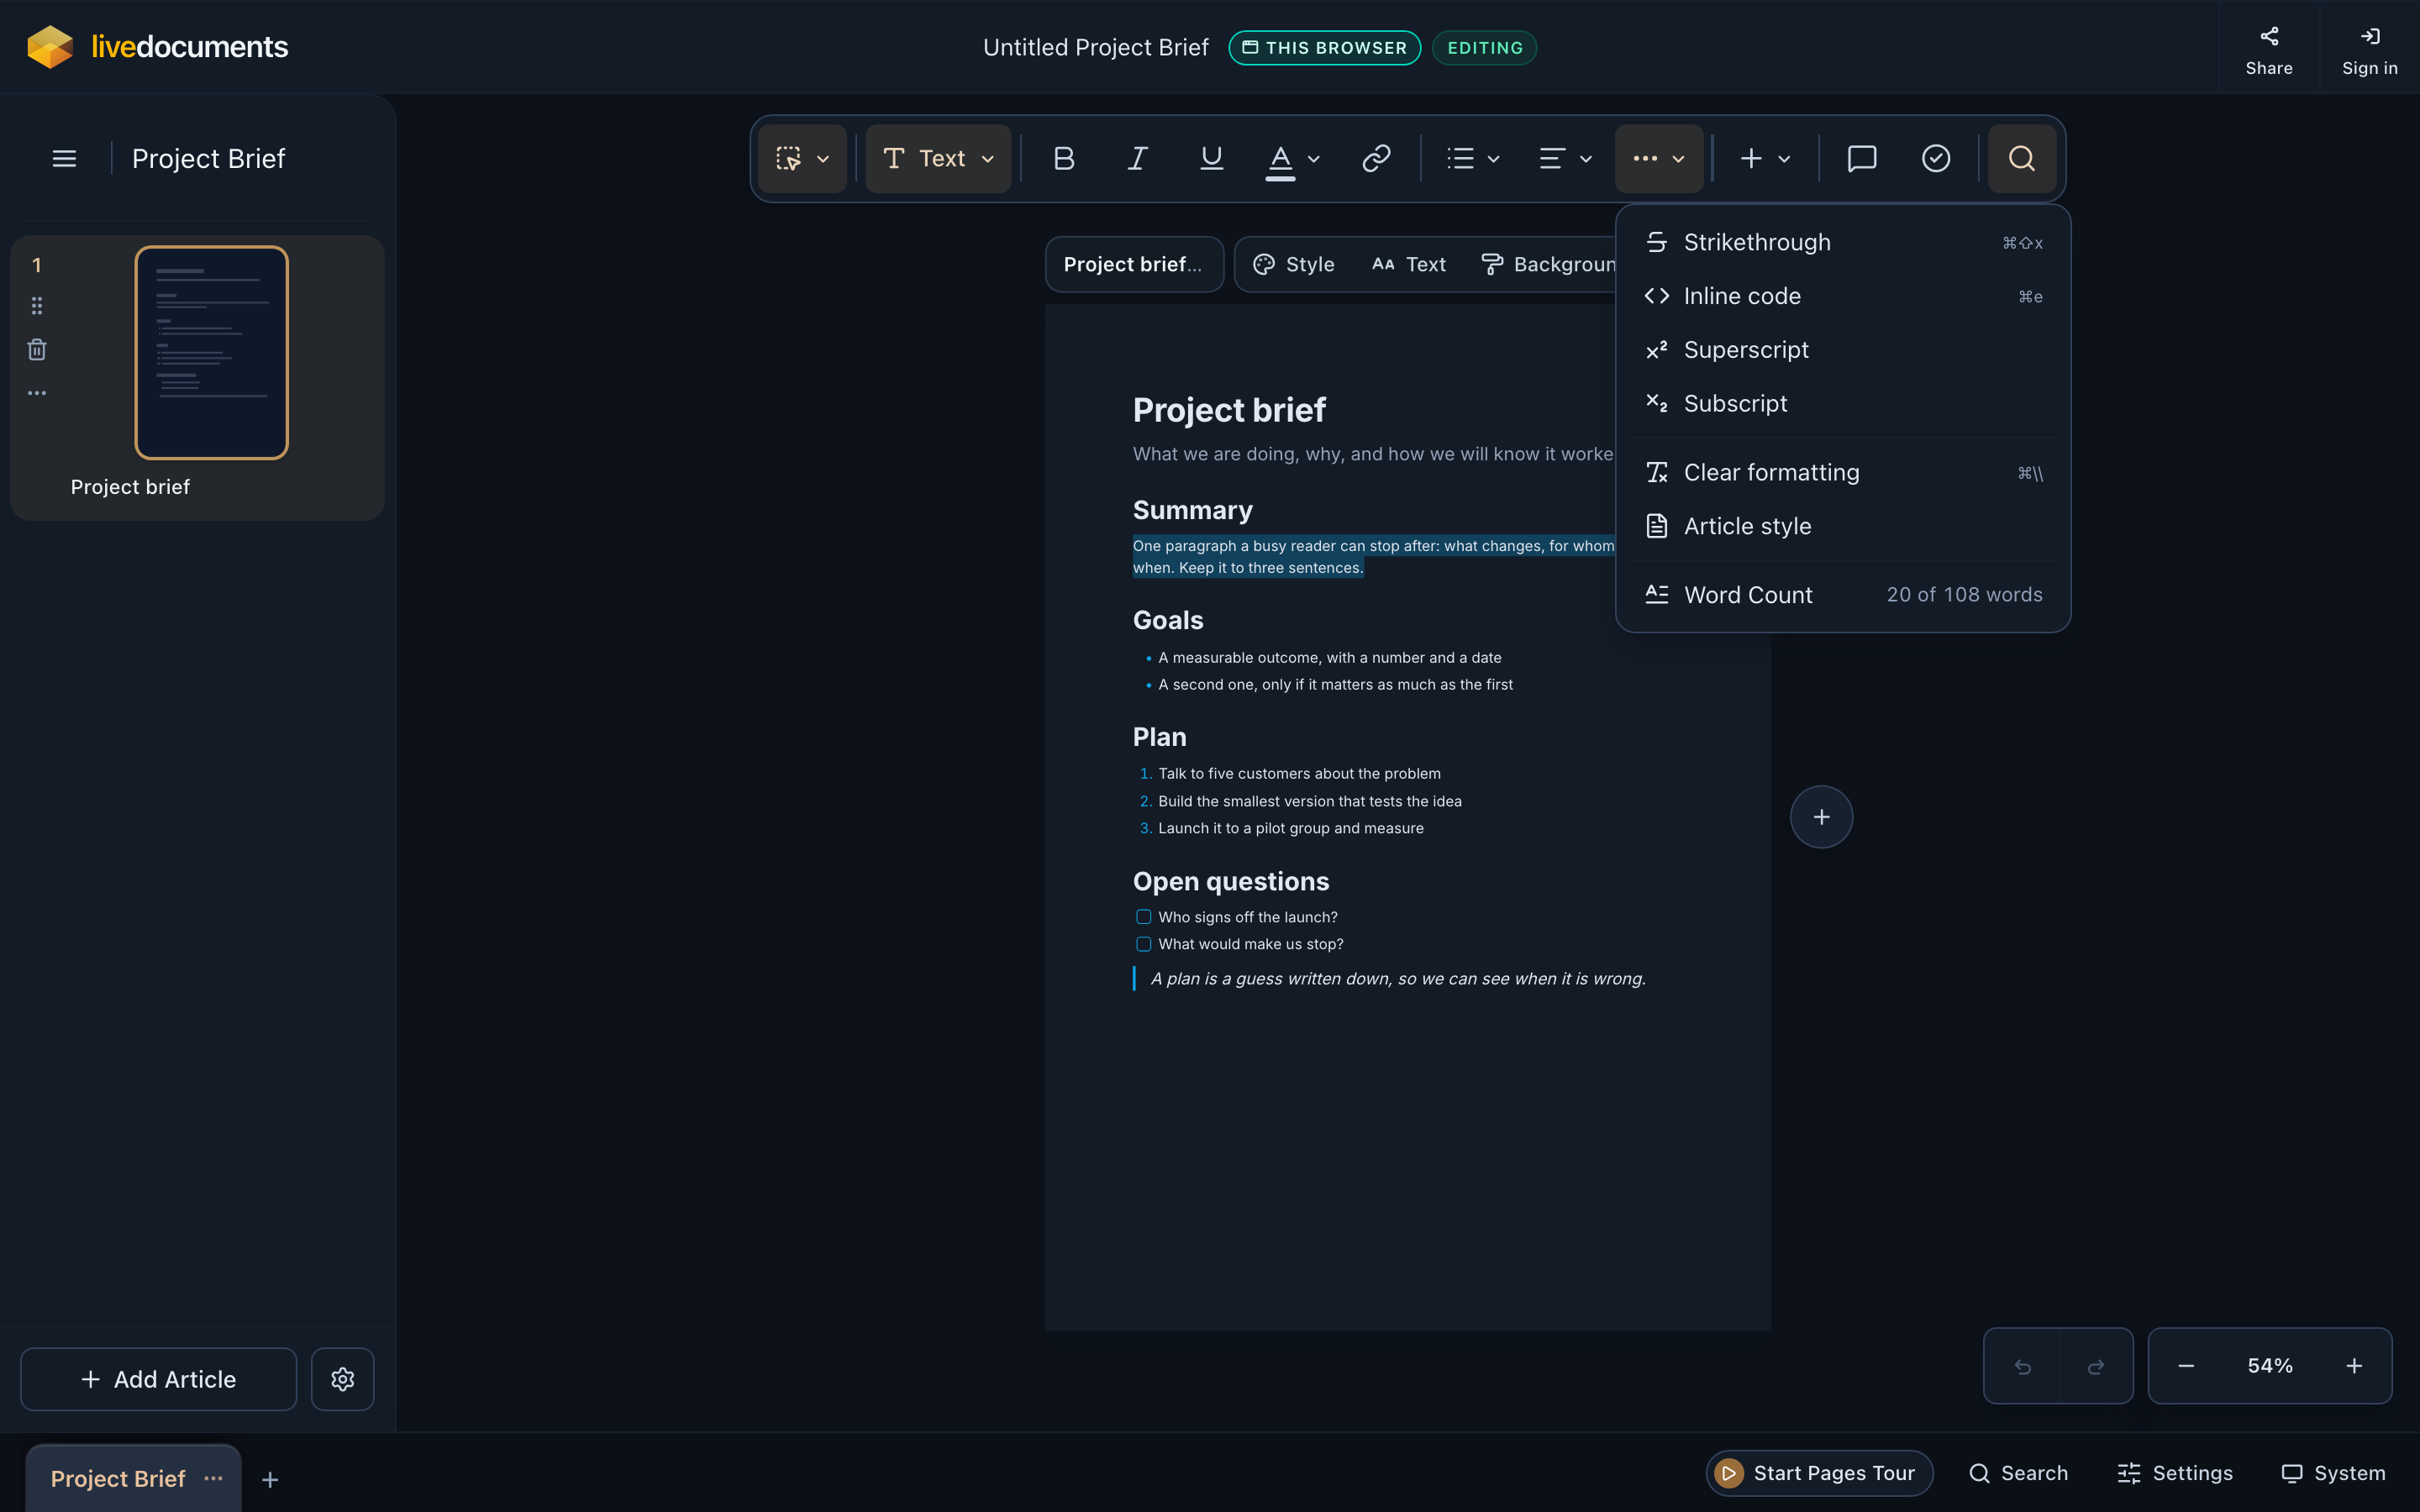 livedocuments
Untitled Project Brief
THIS BROWSER
EDITING
Share
Sign in
Project Brief
Text
1
Project brief
Project brief...
Style
Text
Strikethrough ⌘⇧x
Inline code ⌘e
Superscript
Subscript
Clear formatting ⌘\\
Article style
Word Count 20 of 108 words
Project brief
What we are doing, why, and how we will know it
Summary
One paragraph a busy reader can stop after: what changes, for whom
when. Keep it to three sentences.
Goals
• A measurable outcome, with a number and a date
• A second one, only if it matters as much as the first
Plan
1. Talk to five customers about the problem
2. Build the smallest version that tests the idea
3. Launch it to a pilot group and measure
Open questions
Who signs off the launch?
What would make us stop?
A plan is a guess written down, so we can see when it is wrong.
+ Add Article
54%
Project Brief
Start Pages Tour
Search
Settings
System